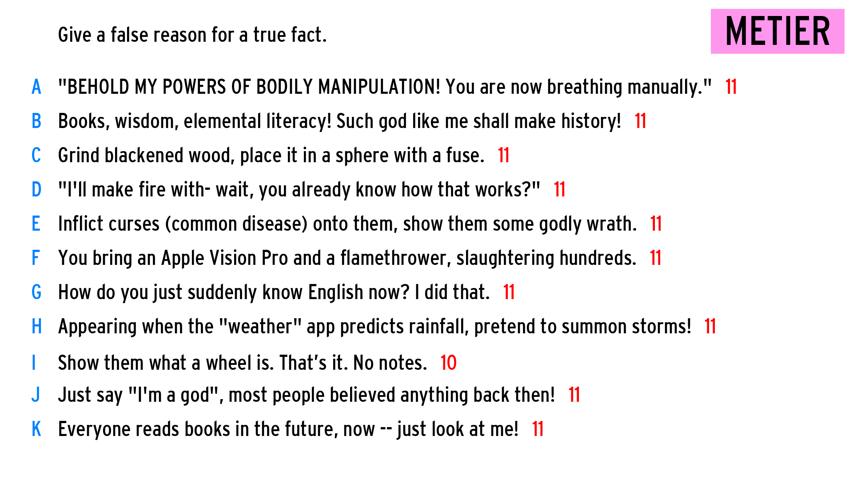 Give a false reason for a true fact.
METIER
A "BEHOLD MY POWERS OF BODILY MANIPULATION! You are now breathing manually." 11
B Books, wisdom, elemental literacy! Such god like me shall make history! 11
C Grind blackened wood, place it in a sphere with a fuse. 11
D "I'll make fire with- wait, you already know how that works?" 11
E Inflict curses (common disease) onto them, show them some godly wrath. 11
F You bring an Apple Vision Pro and a flamethrower, slaughtering hundreds. 11
G How do you just suddenly know English now? I did that. 11
H Appearing when the "weather" app predicts rainfall, pretend to summon storms! 11
I Show them what a wheel is. That’s it. No notes. 10
J Just say "I'm a god", most people believed anything back then! 11
K Everyone reads books in the future, now -- just look at me! 11